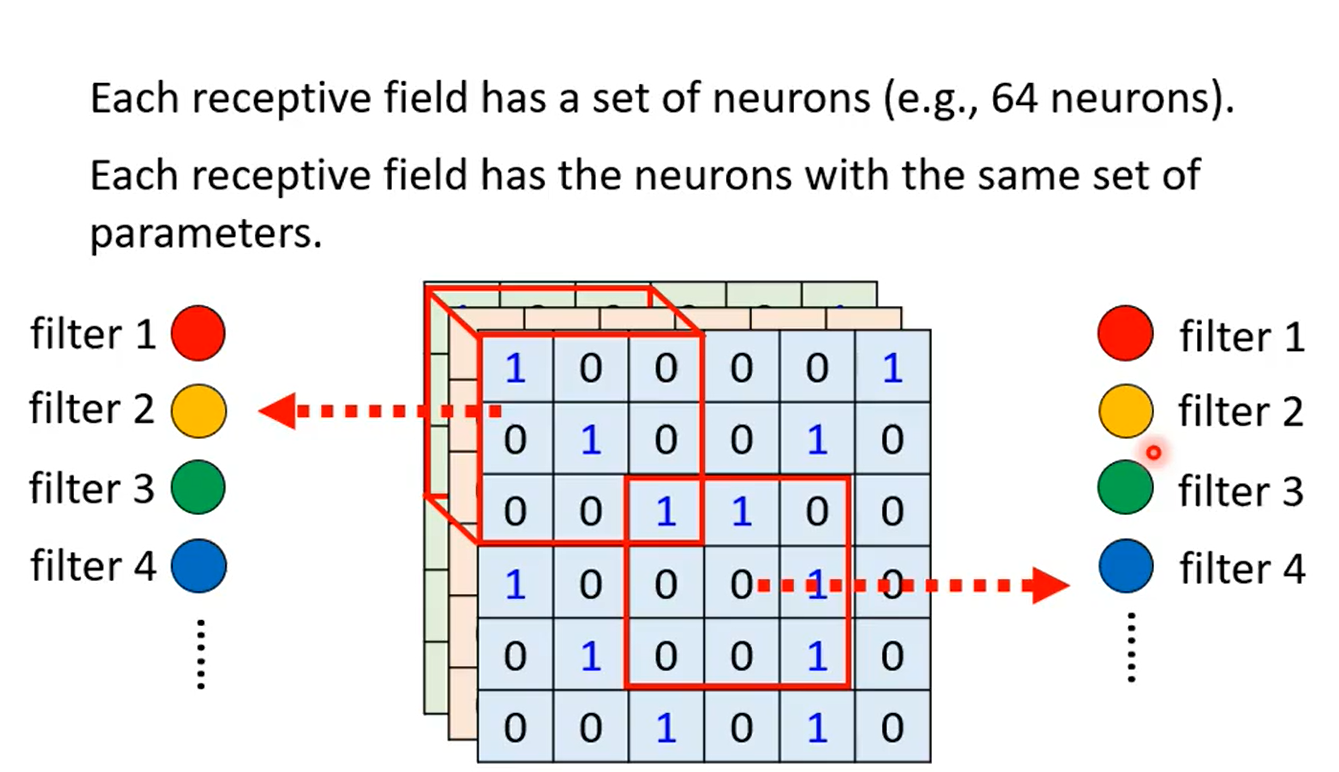 Each receptive field has a set of neurons (e.g., 64 neurons).
Each receptive field has the neurons with the same set of
parameters.
filter 1
filter 2
filter 3
filter 4
1 0 0 0 0 1
0 1 0 0 1 0
0 0 1 1 0 0
1 0 0 0 1 0
0 1 0 0 1 0
0 0 1 0 1 0
filter 1
filter 2
filter 3
filter 4